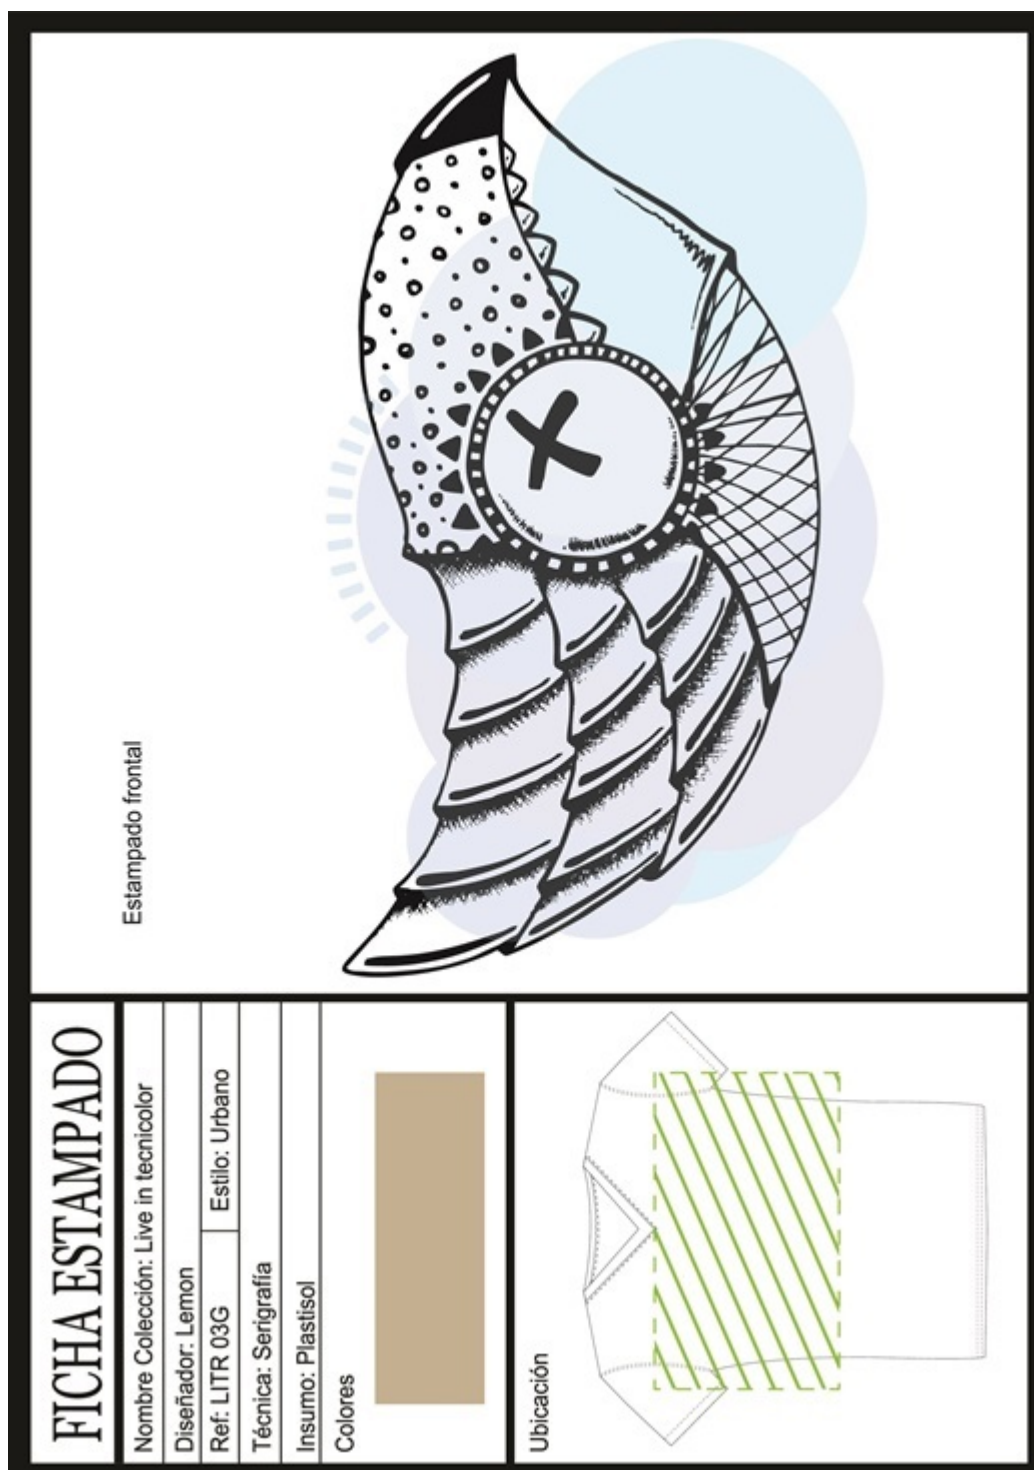 FICHA ESTAMPADO
Nombre Colección: Live in tecnicolor
Diseñador: Lemon
Ref: LITR 03G
Estilo: Urbano
Técnica: Serigrafía
Insumo: Plastisol
Colores
Ubicación
Estampado frontal